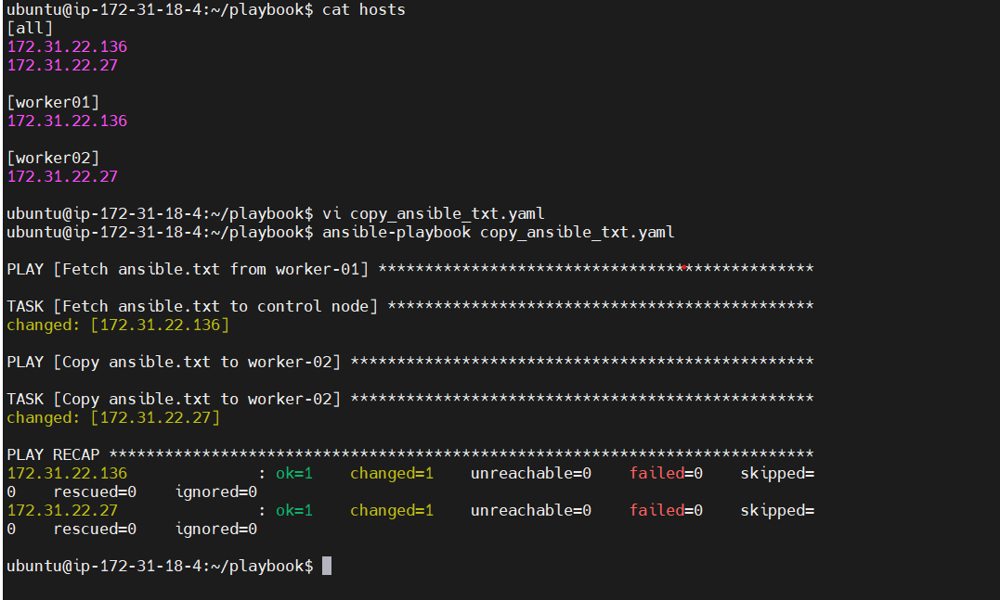 ubuntu@ip-172-31-18-4:~/playbook$ cat hosts
[all]
172.31.22.136
172.31.22.27
[worker01]
172.31.22.136
[worker02]
172.31.22.27
ubuntu@ip-172-31-18-4:~/playbook$ vi copy_ansible_txt.yaml
ubuntu@ip-172-31-18-4:~/playbook$ ansible-playbook copy_ansible_txt.yaml
PLAY [Fetch ansible.txt from worker-01] ***********************************************
TASK [Fetch ansible.txt to control node] **********************************************
changed: [172.31.22.136]
PLAY [Copy ansible.txt to worker-02] **************************************************
TASK [Copy ansible.txt to worker-02] **************************************************
changed: [172.31.22.27]
PLAY RECAP ****************************************************************************
172.31.22.136              : ok=1    changed=1    unreachable=0    failed=0    skipped=
0    rescued=0    ignored=0
172.31.22.27               : ok=1    changed=1    unreachable=0    failed=0    skipped=
0    rescued=0    ignored=0
ubuntu@ip-172-31-18-4:~/playbook$